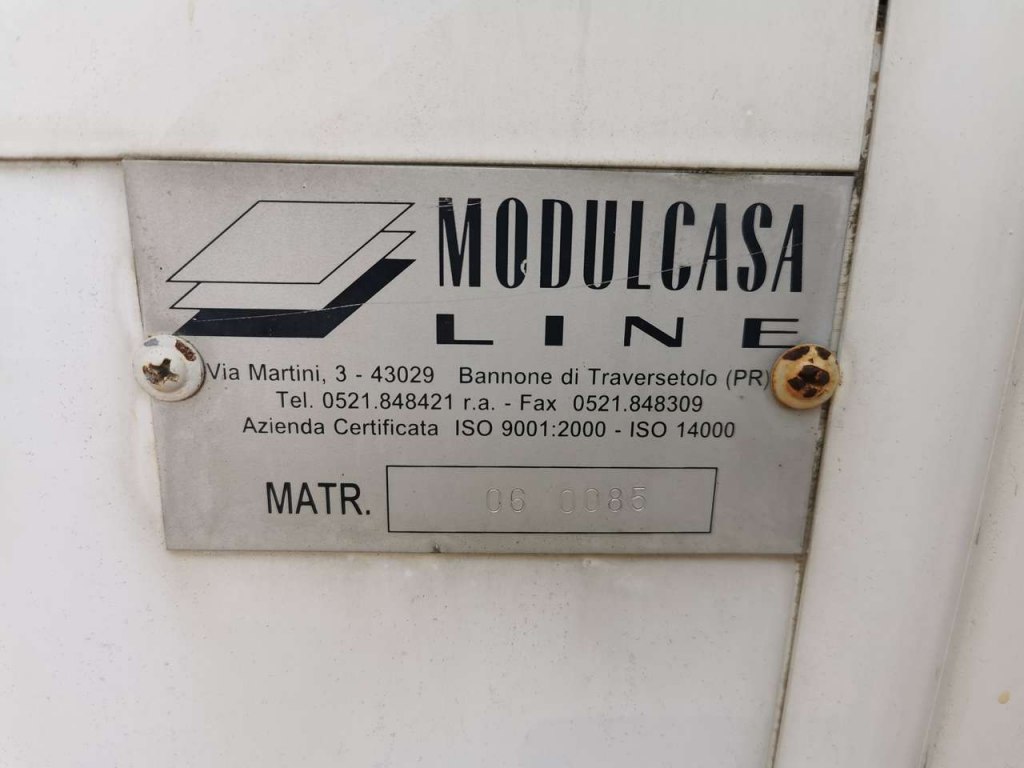 MODULCASA
LINE
Via Martini, 3 - 43029 Bannone di Traversetolo (PR)
Tel. 0521.848421 r.a. - Fax 0521.848309
Azienda Certificata ISO 9001:2000 - ISO 14000
MATR. 06 0085